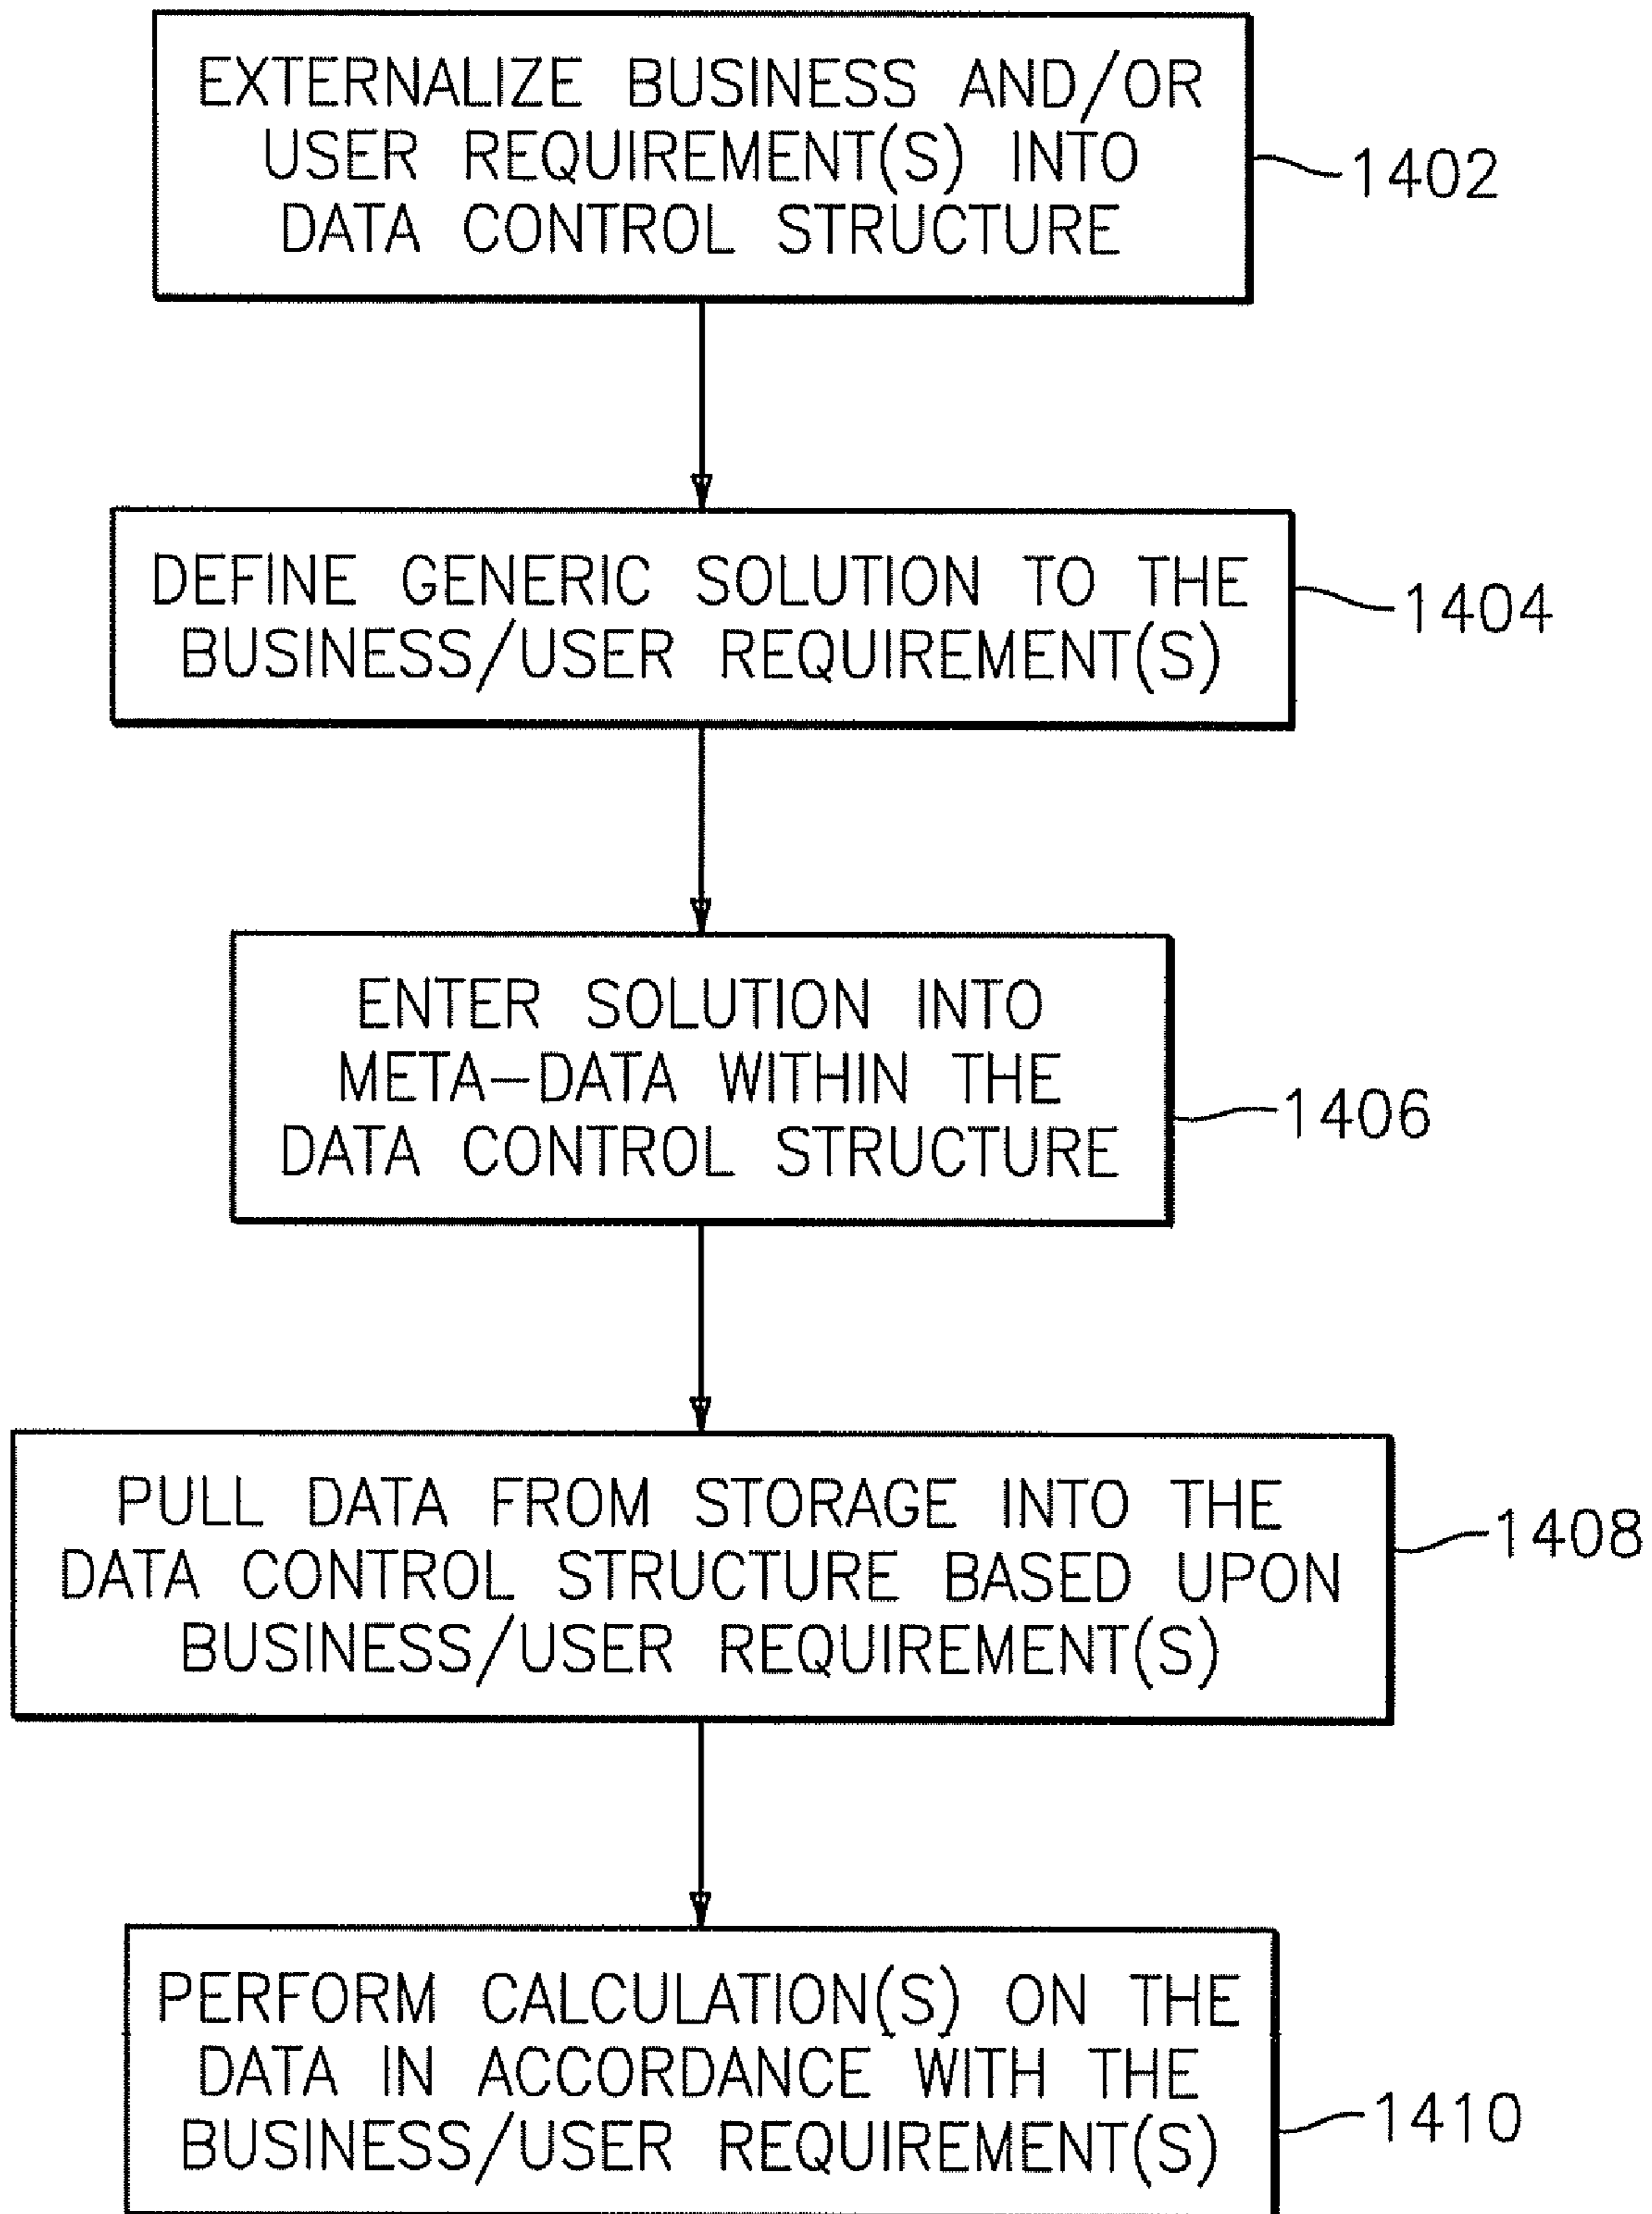 EXTERNALIZE BUSINESS AND/OR
USER REQUIREMENT(S) INTO
DATA CONTROL STRUCTURE
1402
DEFINE GENERIC SOLUTION TO THE
BUSINESS/USER REQUIREMENT(S)
1404
ENTER SOLUTION INTO
META-DATA WITHIN THE
DATA CONTROL STRUCTURE
1406
PULL DATA FROM STORAGE INTO THE
DATA CONTROL STRUCTURE BASED UPON
BUSINESS/USER REQUIREMENT(S)
1408
PERFORM CALCULATION(S) ON THE
DATA IN ACCORDANCE WITH THE
BUSINESS/USER REQUIREMENT(S)
1410